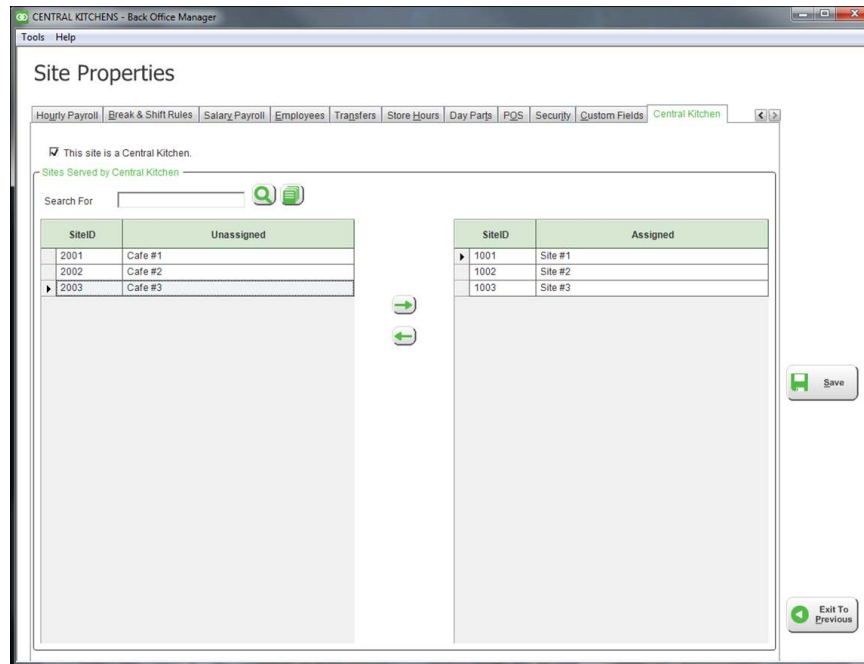 CENTRAL KITCHENS - Back Office Manager
Tools Help
Site Properties
Hourly Payroll Break & Shift Rules Salary Payroll Employees Transfers Store Hours Day Parts POS Security Custom Fields Central Kitchen
This site is a Central Kitchen.
Sites Served by Central Kitchen
Search For
SiteID Unassigned SiteID Assigned
2001 Cafe #1 1001 Site #1
2002 Cafe #2 1002 Site #2
2003 Cafe #3 1003 Site #3
Save
Exit To
Previous